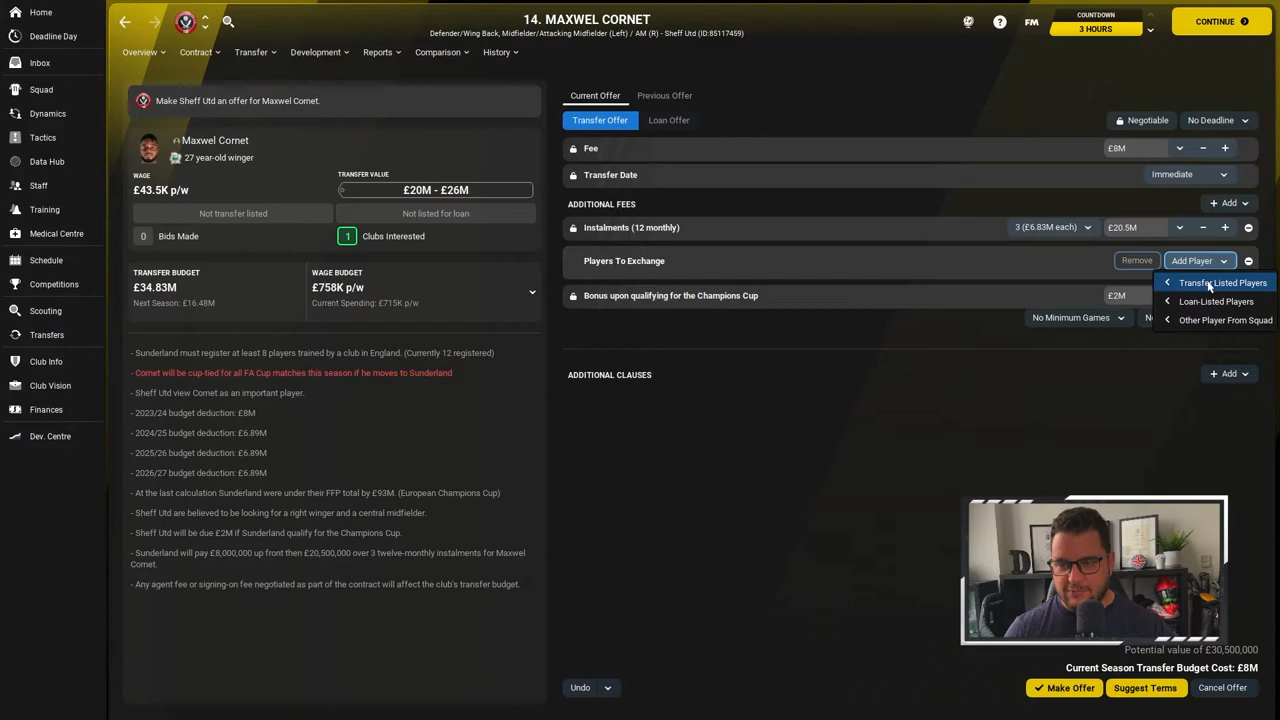 Home
Deadline Day
Inbox
Squad
Dynamics
Tactics
Data Hub
Staff
Training
Medical Centre
Schedule
Competitions
Scouting
Transfers
Club Info
Club Vision
Finances
Dev. Centre
14. MAXWEL CORNET
Defender/Wing Back, Midfielder/Attacking Midfielder (Left) / AM (R) - Sheff Utd (ID:85117459)
FM
COUNTDOWN
3 HOURS
CONTINUE
Overview
Contract
Transfer
Development
Reports
Comparison
History
Make Sheff Utd an offer for Maxwel Cornet.
Maxwel Cornet
27 year-old winger
WAGE
£43.5K p/w
TRANSFER VALUE
£20M - £26M
Not transfer listed
Not listed for loan
0 Bids Made
1 Clubs Interested
TRANSFER BUDGET
£34.83M
Next Season: £16.48M
WAGE BUDGET
£758K p/w
Current Spending: £715K p/w
- Sunderland must register at least 8 players trained by a club in England. (Currently 12 registered)
- Cornet will be cup-tied for all FA Cup matches this season if he moves to Sunderland
- Sheff Utd view Cornet as an important player.
- 2023/24 budget deduction: £8M
- 2024/25 budget deduction: £6.89M
- 2025/26 budget deduction: £6.89M
- 2026/27 budget deduction: £6.89M
- At the last calculation Sunderland were under their FFP total by £93M. (European Champions Cup)
- Sheff Utd are believed to be looking for a right winger and a central midfielder.
- Sheff Utd will be due £2M if Sunderland qualify for the Champions Cup.
- Sunderland will pay £8,000,000 up front then £20,500,000 over 3 twelve-monthly instalments for Maxwel
Cornet.
- Any agent fee or signing-on fee negotiated as part of the contract will affect the club's transfer budget.
Current Offer
Previous Offer
Transfer Offer
Loan Offer
Negotiable
No Deadline
Fee
£8M
Transfer Date
Immediate
ADDITIONAL FEES
Add
Instalments (12 monthly)
3 (£6.83M each)
£20.5M
Players To Exchange
Remove
Add Player
Transfer Listed Players
Loan-Listed Players
Other Player From Squad
Bonus upon qualifying for the Champions Cup
£2M
No Minimum Games
ADDITIONAL CLAUSES
Add
D
Potential value of £30,500,000
Current Season Transfer Budget Cost: £8M
Undo
Make Offer
Suggest Terms
Cancel Offer